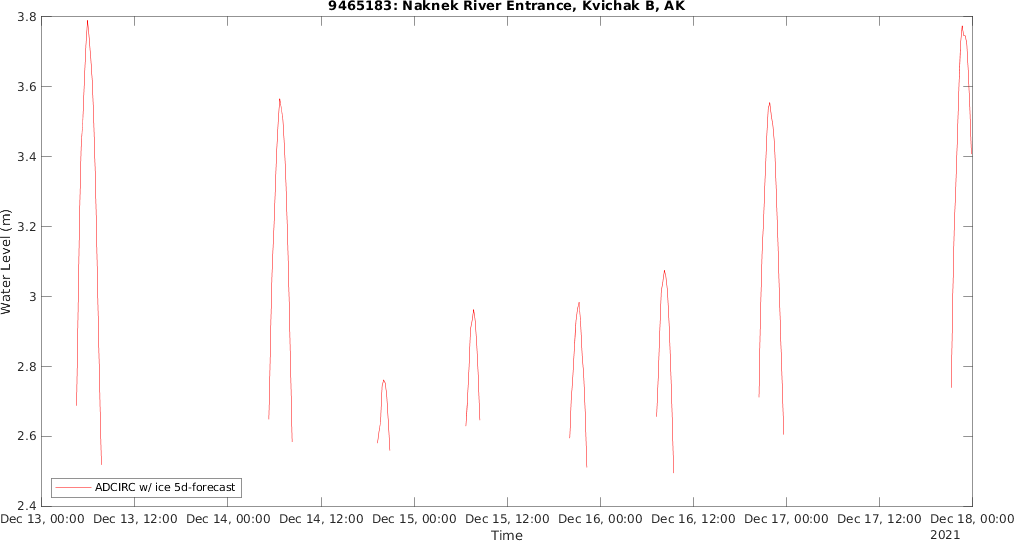 9465183: Naknek River Entrance, Kvichak B, AK
Water Level (m)
3.8
3.6
3.4
3.2
3
2.8
2.6
2.4
ADCIRC w/ ice 5d-forecast
Dec 13, 00:00 Dec 13, 12:00 Dec 14, 00:00 Dec 14, 12:00 Dec 15, 00:00 Dec 15, 12:00 Dec 16, 00:00 Dec 16, 12:00 Dec 17, 00:00 Dec 17, 12:00 Dec 18, 00:00
Time
2021